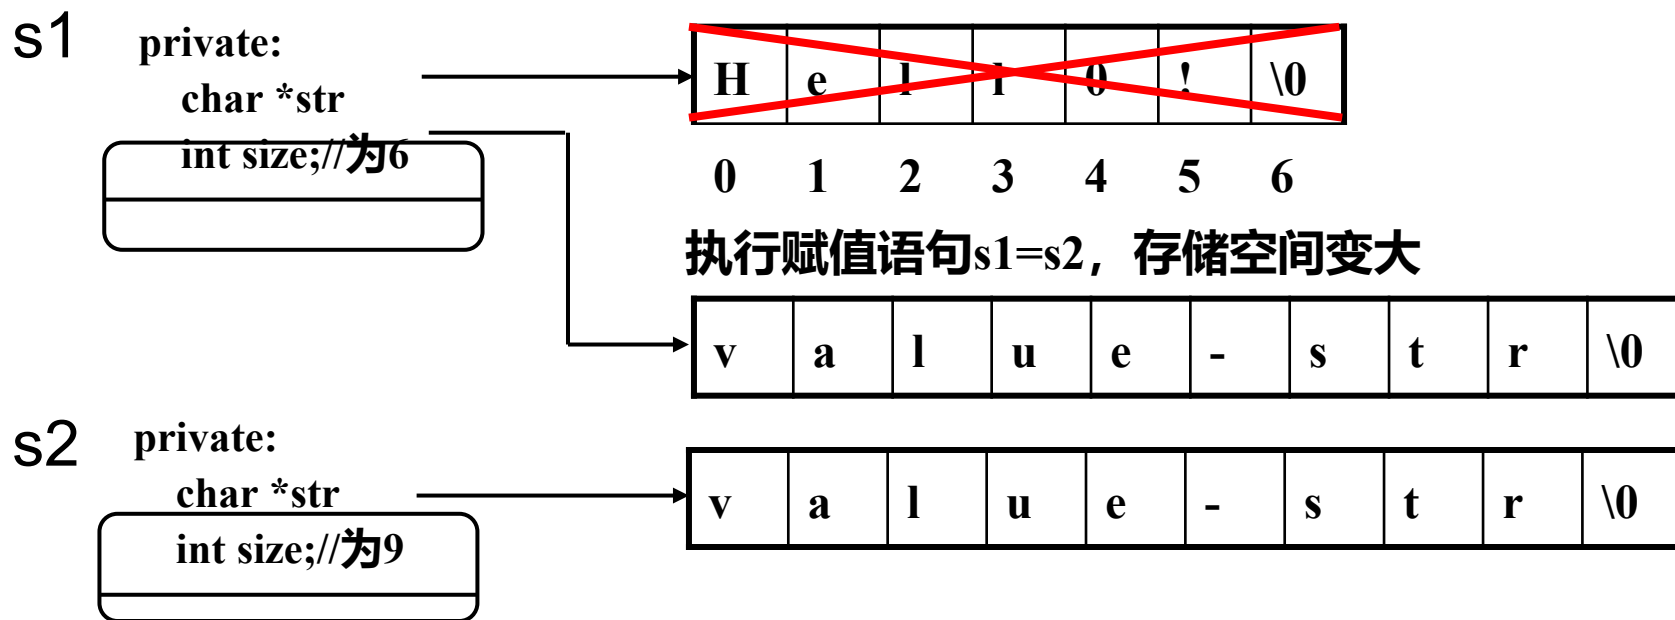 s1
private:
char *str
int size;//为6
H e l l 0 ! \0
0 1 2 3 4 5 6
执行赋值语句s1=s2，存储空间变大
v a l u e - s t r \0
s2
private:
char *str
int size;//为9
v a l u e - s t r \0